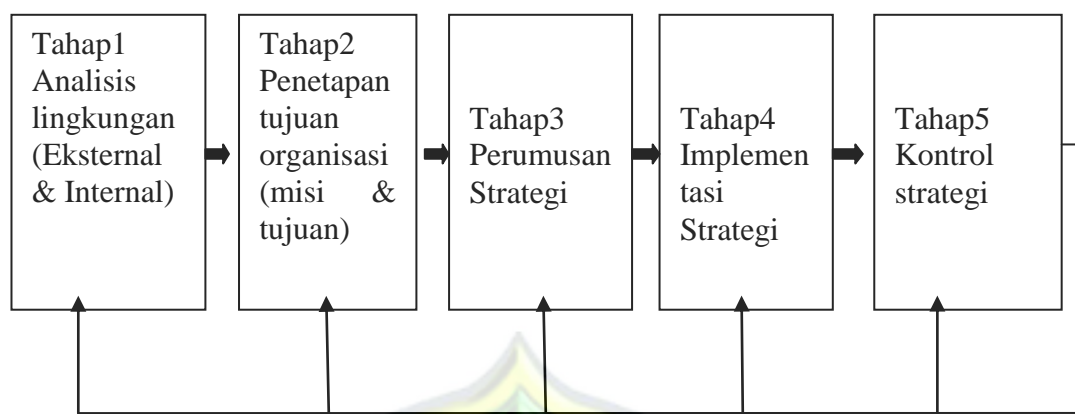 Tahap1
Analisis
lingkungan
(Eksternal
& Internal)
Tahap2
Penetapan
tujuan
organisasi
(misi &
tujuan)
Tahap3
Perumusan
Strategi
Tahap4
Implemen
tasi
Strategi
Tahap5
Kontrol
strategi